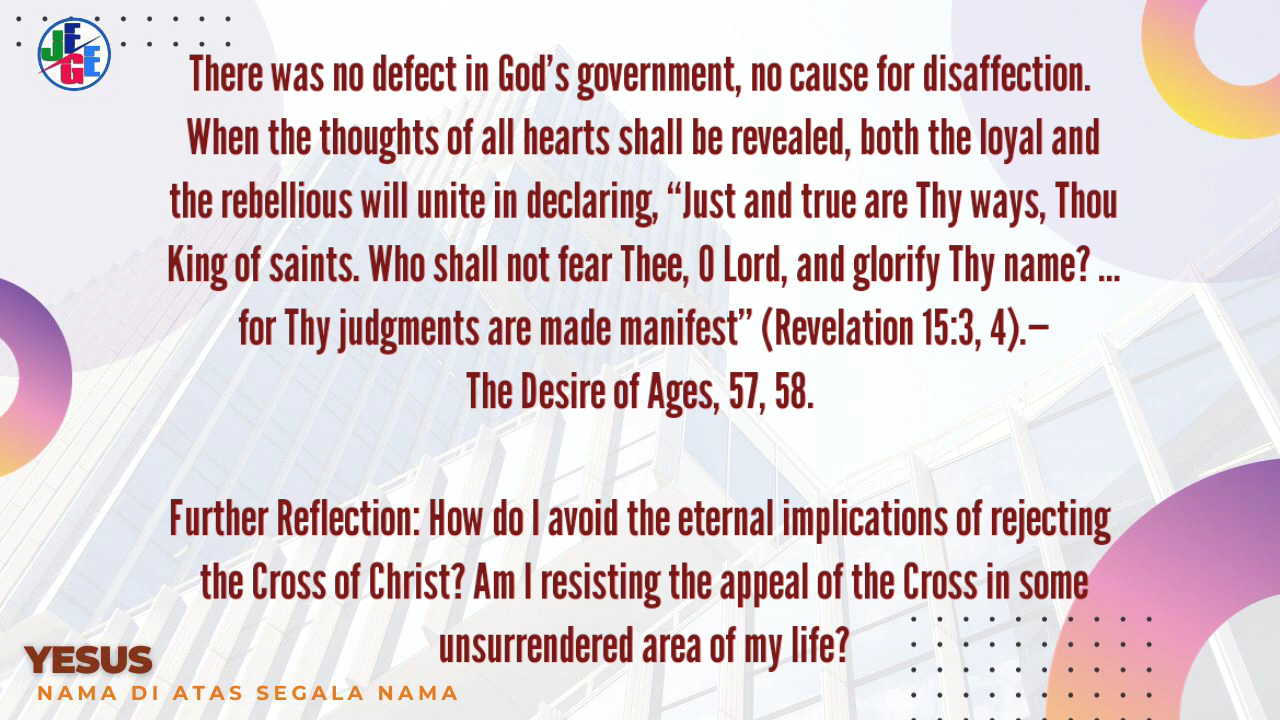 JEGE
There was no defect in God’s government, no cause for disaffection.
When the thoughts of all hearts shall be revealed, both the loyal and
the rebellious will unite in declaring, “Just and true are Thy ways, Thou
King of saints. Who shall not fear Thee, O Lord, and glorify Thy name? ...
for Thy judgments are made manifest” (Revelation 15:3, 4).–
The Desire of Ages, 57, 58.
Further Reflection: How do I avoid the eternal implications of rejecting
the Cross of Christ? Am I resisting the appeal of the Cross in some
unsurrendered area of my life?
YESUS
NAMA DI ATAS SEGALA NAMA